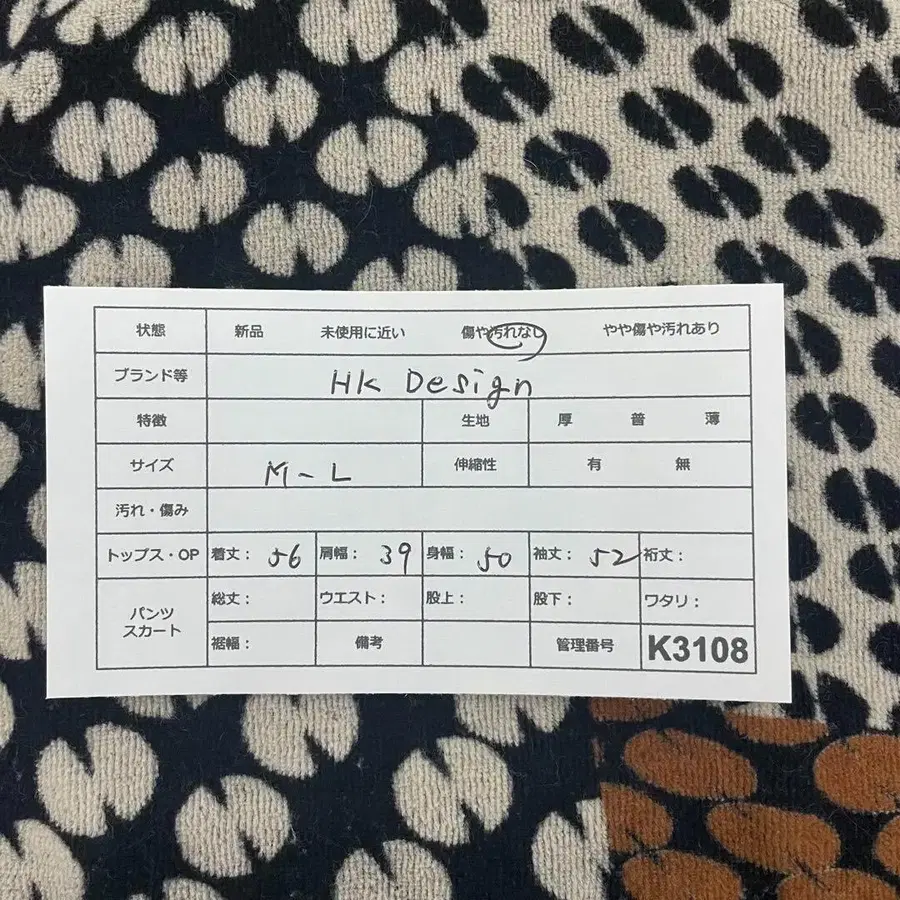 状態 新品 未使用に近い 傷や汚れなし やや傷や汚れあり
ブランド等 HK Design
特徴 生地 厚 普 薄
サイズ M-L 伸縮性 有 無
汚れ・傷み
トップス・OP 着丈: 56 肩幅: 39 身幅: 50 袖丈: 52 裄丈:
パンツ スカート 総丈: ウエスト: 股上: 股下: ワタリ:
裾幅: 備考 管理番号 K3108